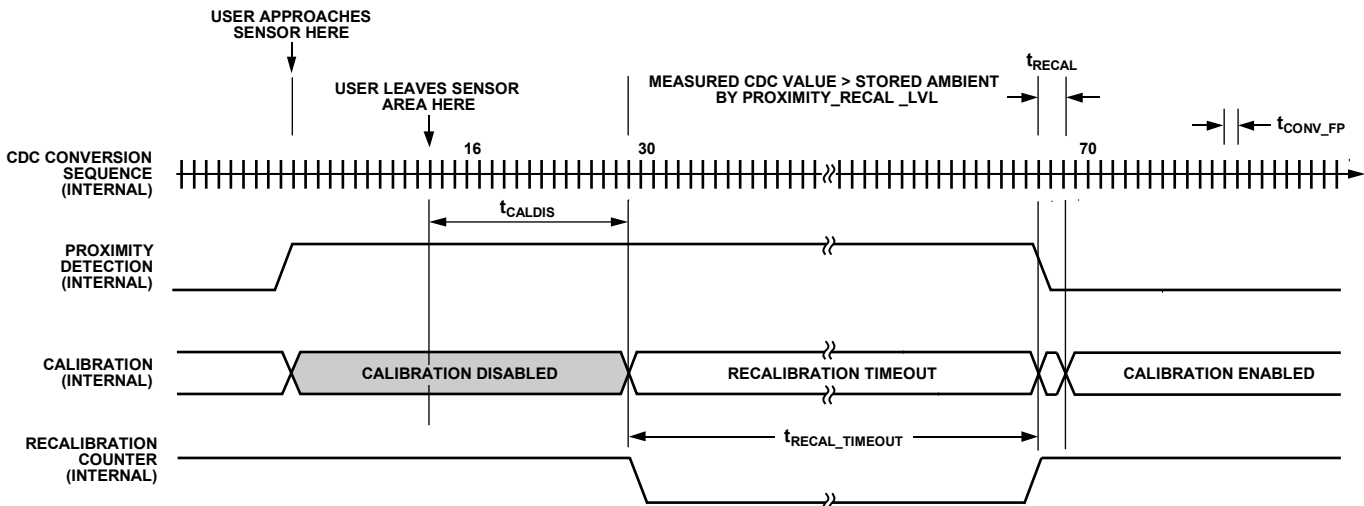 USER APPROACHES
SENSOR HERE
USER LEAVES SENSOR
AREA HERE
MEASURED CDC VALUE > STORED AMBIENT
BY PROXIMITY_RECAL _LVL
tRECAL
tCONV_FP
CDC CONVERSION
SEQUENCE
(INTERNAL)
16
30
70
tCALDIS
PROXIMITY
DETECTION
(INTERNAL)
CALIBRATION
(INTERNAL)
CALIBRATION DISABLED
RECALIBRATION TIMEOUT
CALIBRATION ENABLED
RECALIBRATION
COUNTER
(INTERNAL)
tRECAL_TIMEOUT